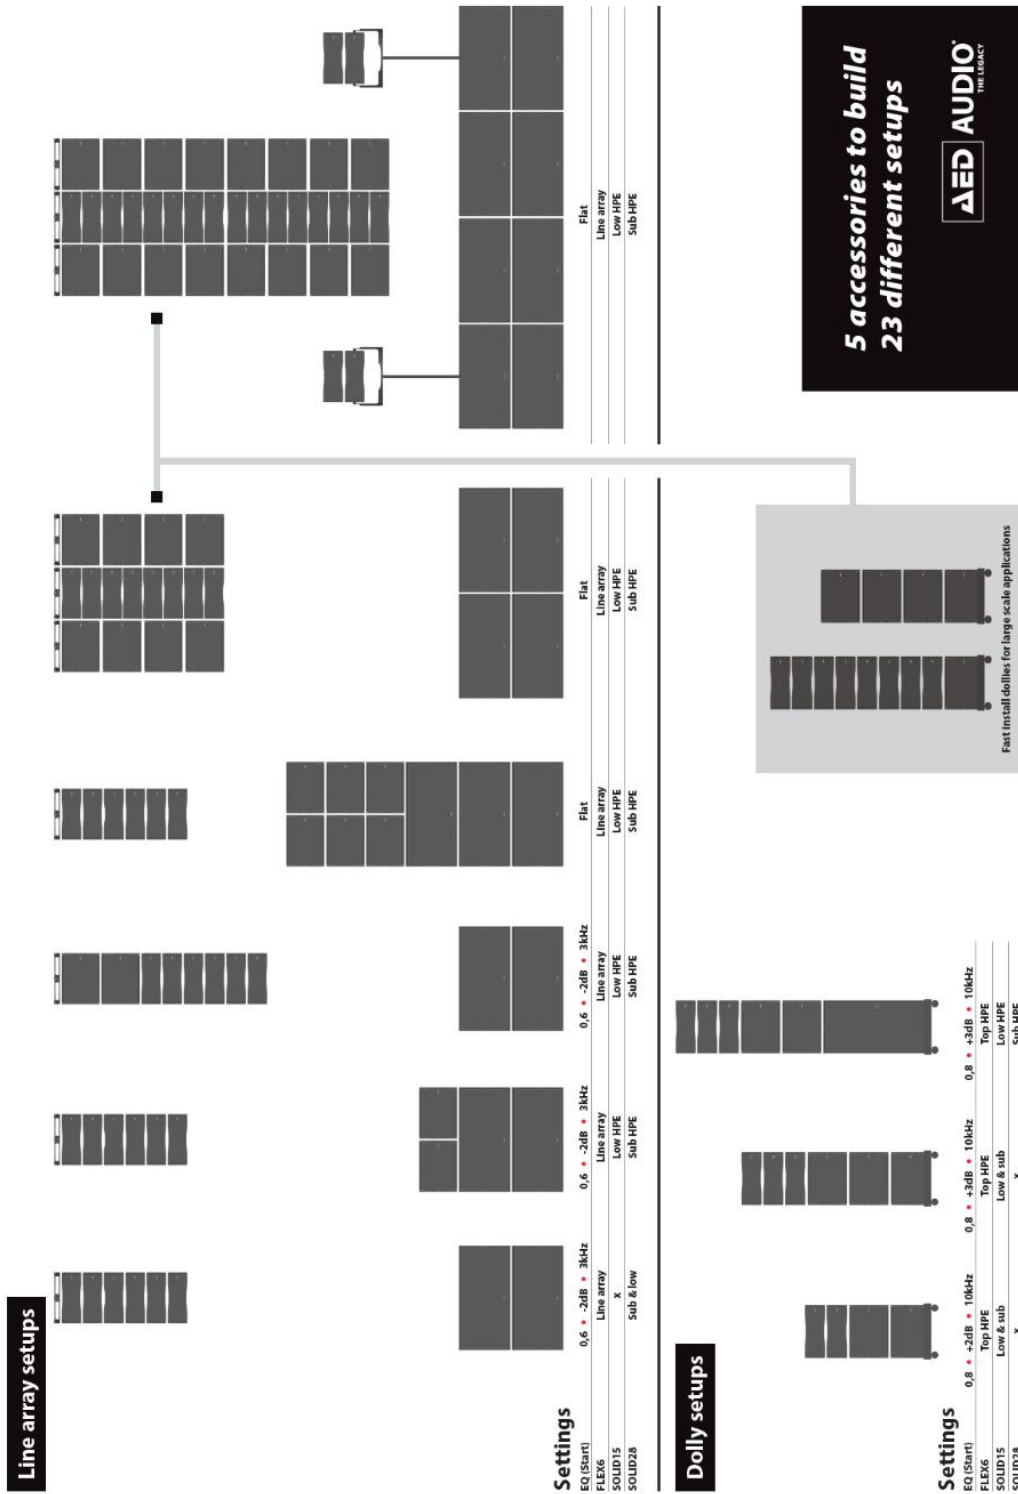 Line array setups
Settings
EQ (Start) 0,6 • -2dB • 3kHz 0,6 • -2dB • 3kHz 0,6 • -2dB • 3kHz Flat Flat Flat
FLEX6 Line array Line array Line array Line array Line array Line array
SOLID15 x Low HPE Low HPE Low HPE Low HPE Low HPE
SOLID28 Sub & low Sub HPE Sub HPE Sub HPE Sub HPE Sub HPE
Dolly setups
Settings
EQ (Start) 0,8 • +2dB • 10kHz 0,8 • +3dB • 10kHz 0,8 • +3dB • 10kHz
FLEX6 Top HPE Top HPE Top HPE
SOLID15 Low & sub Low & sub Low HPE
SOLID28 x x Sub HPE
Fast install dollies for large scale applications
5 accessories to build
23 different setups
AED AUDIO
THE LEGACY